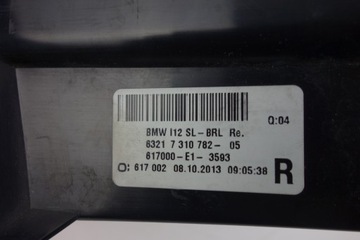 Q:04
BMW I12 SL-BRL Re.
6321 7 310 782- 05
617000-E1-3593
O: 617 002 08.10.2013 09:05:38 R